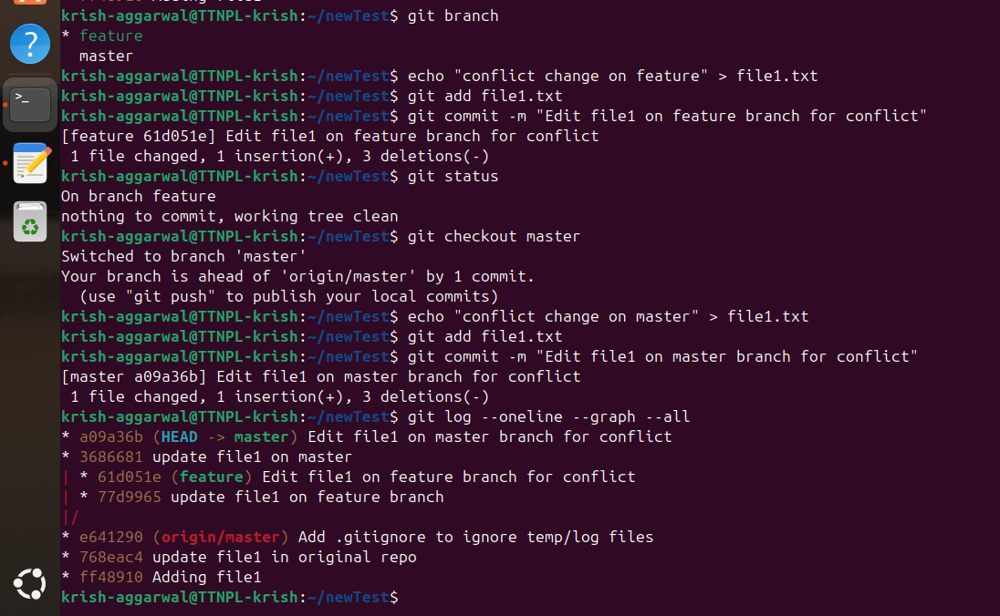 krish-aggarwal@TTNPL-krish:~/newTest$ git branch
* feature
  master
krish-aggarwal@TTNPL-krish:~/newTest$ echo "conflict change on feature" > file1.txt
krish-aggarwal@TTNPL-krish:~/newTest$ git add file1.txt
krish-aggarwal@TTNPL-krish:~/newTest$ git commit -m "Edit file1 on feature branch for conflict"
[feature 61d051e] Edit file1 on feature branch for conflict
 1 file changed, 1 insertion(+), 3 deletions(-)
krish-aggarwal@TTNPL-krish:~/newTest$ git status
On branch feature
nothing to commit, working tree clean
krish-aggarwal@TTNPL-krish:~/newTest$ git checkout master
Switched to branch 'master'
Your branch is ahead of 'origin/master' by 1 commit.
  (use "git push" to publish your local commits)
krish-aggarwal@TTNPL-krish:~/newTest$ echo "conflict change on master" > file1.txt
krish-aggarwal@TTNPL-krish:~/newTest$ git add file1.txt
krish-aggarwal@TTNPL-krish:~/newTest$ git commit -m "Edit file1 on master branch for conflict"
[master a09a36b] Edit file1 on master branch for conflict
 1 file changed, 1 insertion(+), 3 deletions(-)
krish-aggarwal@TTNPL-krish:~/newTest$ git log --oneline --graph --all
* a09a36b (HEAD -> master) Edit file1 on master branch for conflict
* 3686681 update file1 on master
| * 61d051e (feature) Edit file1 on feature branch for conflict
| * 77d9965 update file1 on feature branch
|/
* e641290 (origin/master) Add .gitignore to ignore temp/log files
* 768eac4 update file1 in original repo
* ff48910 Adding file1
krish-aggarwal@TTNPL-krish:~/newTest$